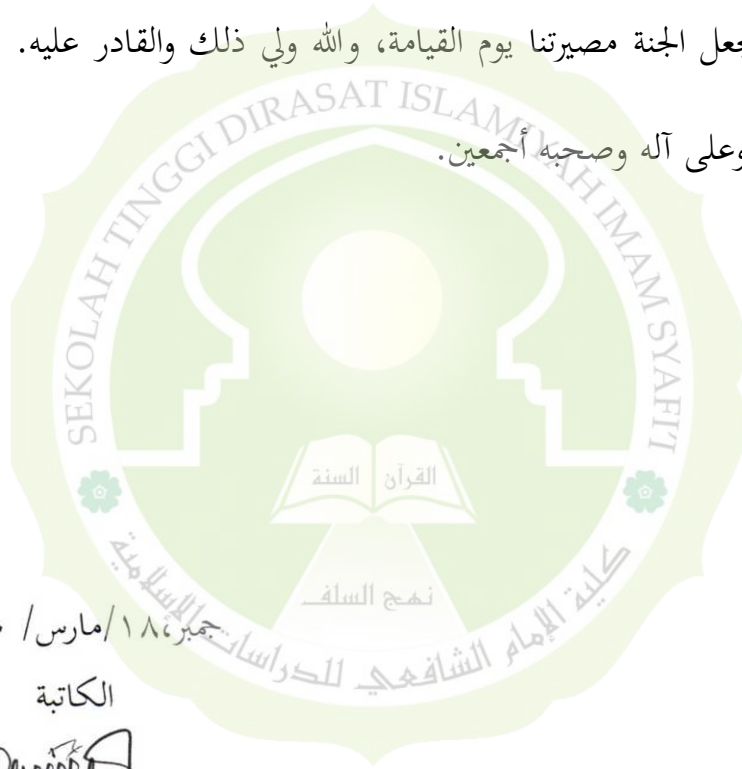 جعل الجنة مصيرتنا يوم القيامة، والله ولي ذلك والقادر عليه.
وعلى آله وصحبه أجمعين.
SEKOLAH TINGGI DIRASAT ISLAMIYAH IMAM SYAFI'I
السنة القرآن
نهج السلف
كلية الإمام الشافعي للدراسات الإسلامية
جمبر، ١٨/مارس/
الكاتبة